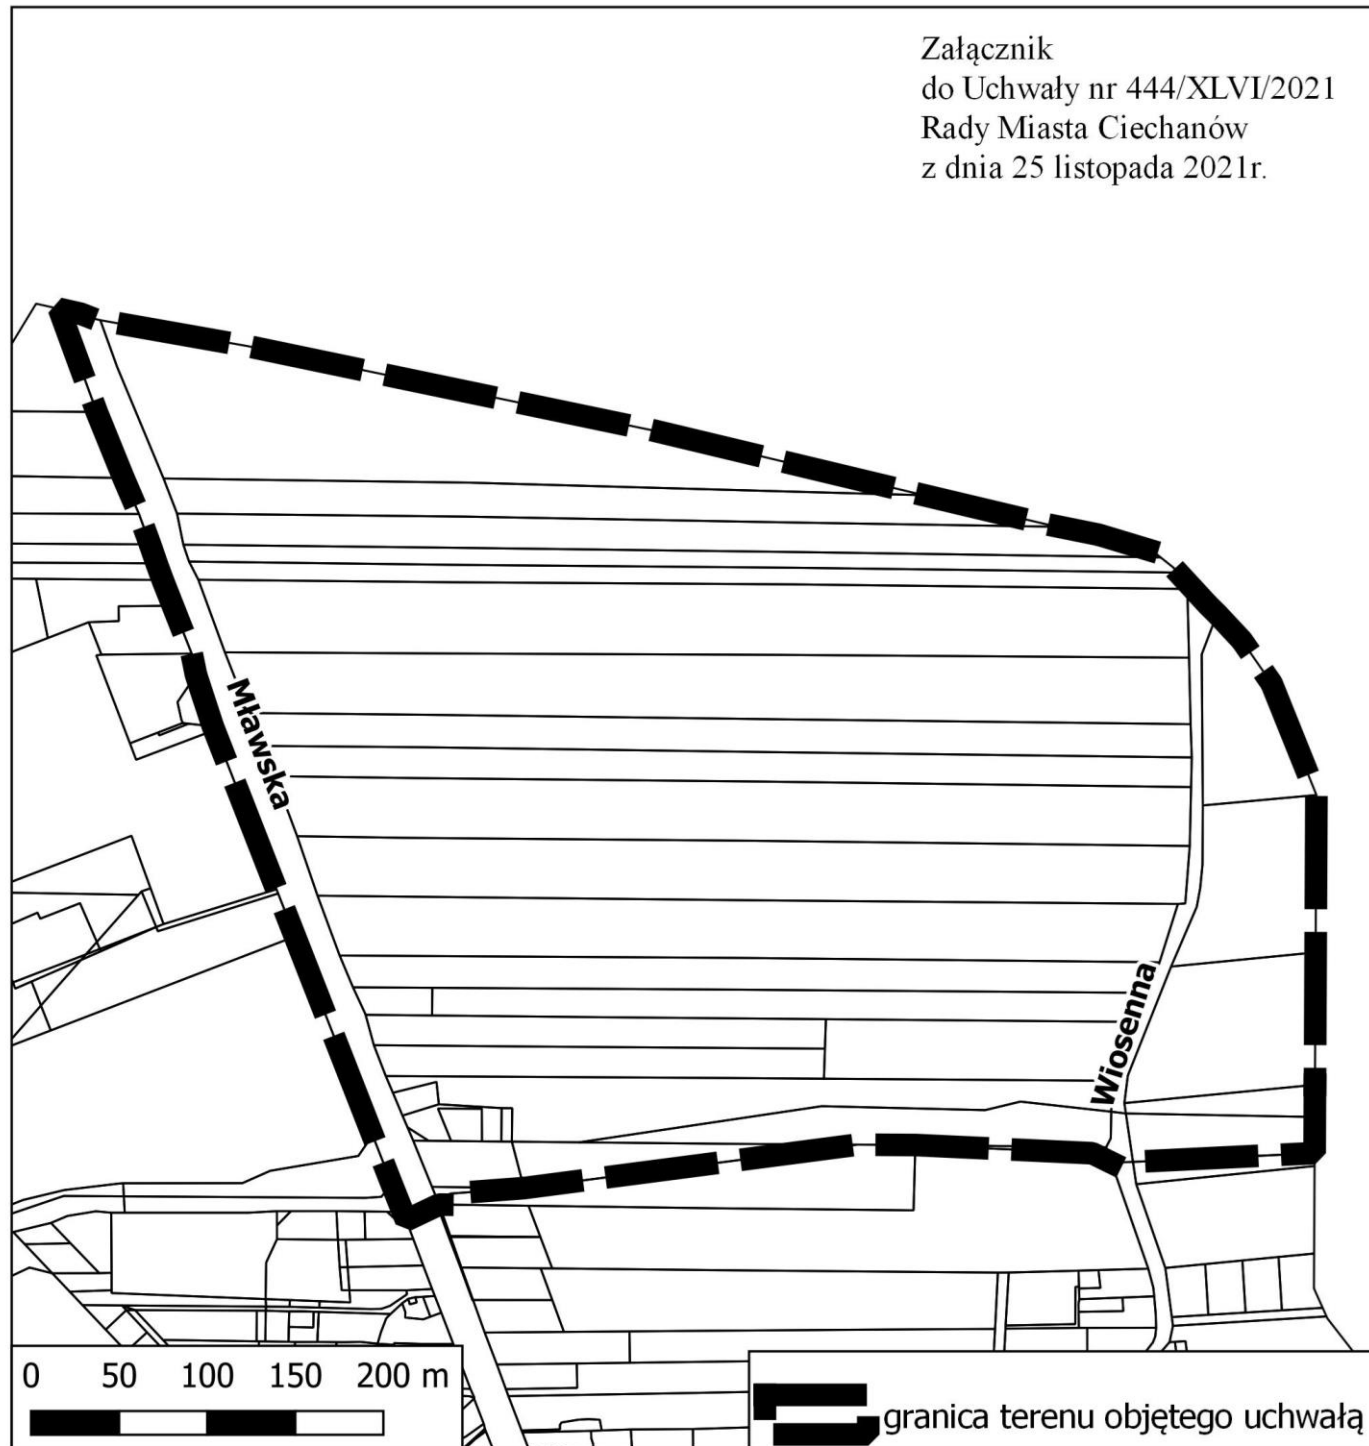 Załącznik
do Uchwały nr 444/XLVI/2021
Rady Miasta Ciechanów
z dnia 25 listopada 2021r.
Mławska
Wiosenna
0 50 100 150 200 m
granica terenu objętego uchwałą